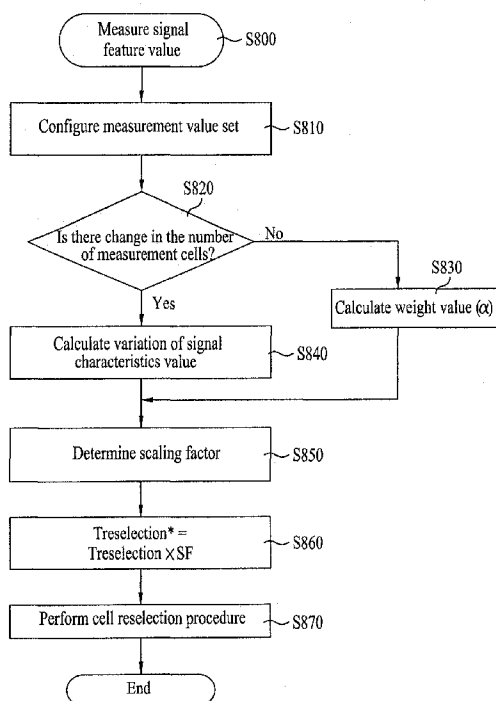 Measure signal
feature value
S800
Configure measurement value set
S810
S820
Is there change in the number
of measurement cells?
No
S830
Yes
Calculate weight value (α)
Calculate variation of signal
characteristics value
S840
Determine scaling factor
S850
Treselection* =
Treselection × SF
S860
Perform cell reselection procedure
S870
End